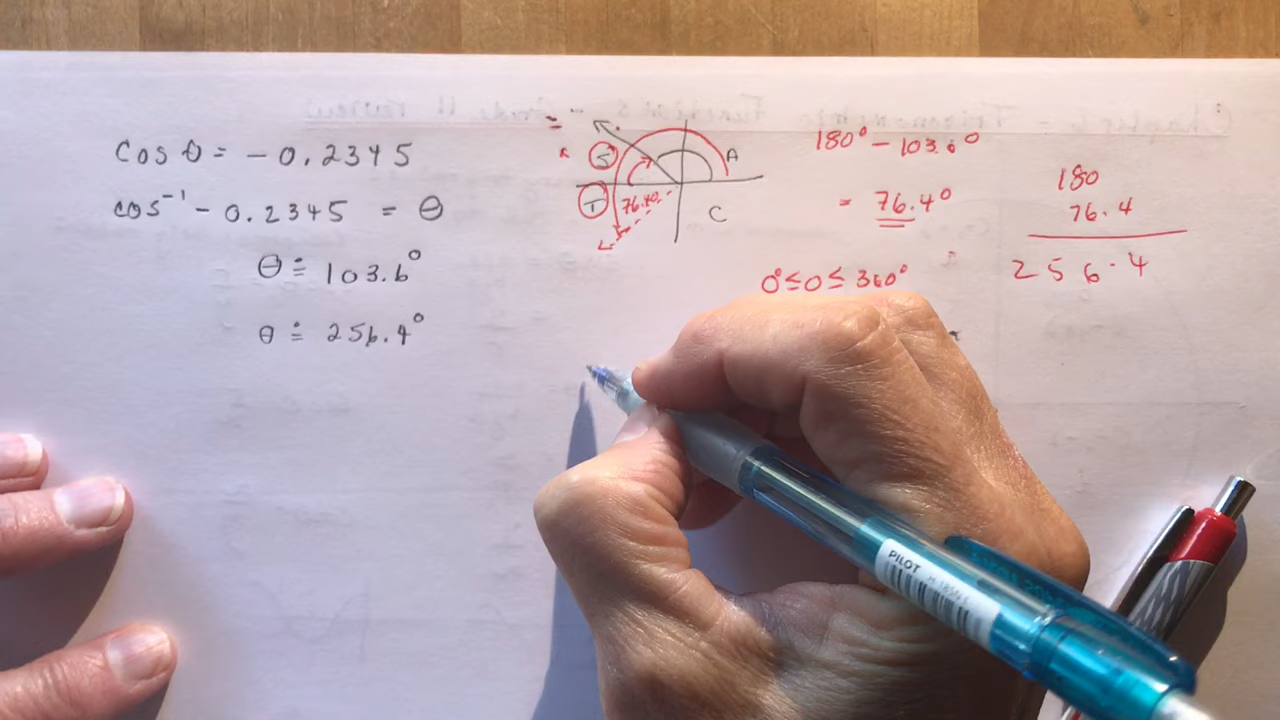 cos θ = - 0.2345
cos⁻¹ - 0.2345 = θ
θ ≐ 103.6°
θ ≐ 256.4°
S
A
T
76.4°
C
180° - 103.6°
= 76.4°
0° ≤ θ ≤ 360°
180
76.4
256.4
PILOT